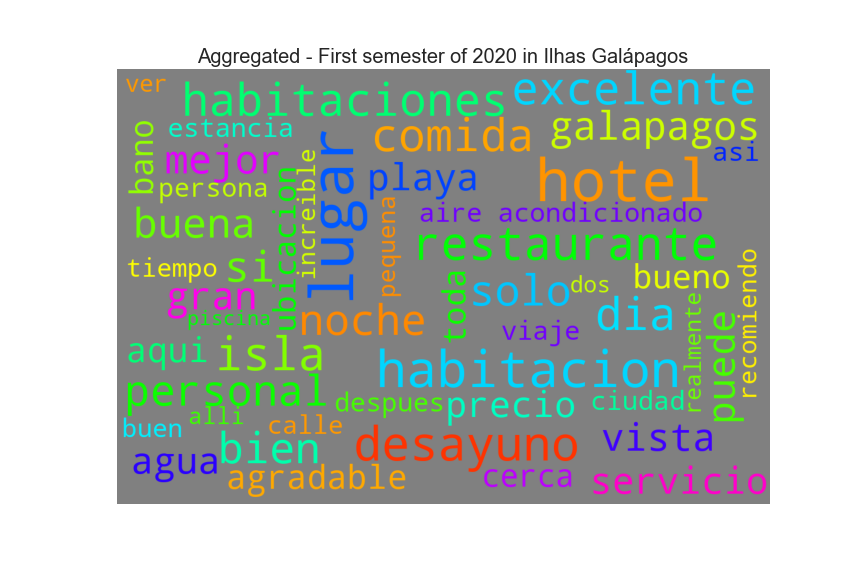 Aggregated - First semester of 2020 in Ilhas Galápagos
ver
habitaciones
excelente
estancia
comida
galapagos
bano
mejor
asi
persona
playa
increible
lugar
hotel
buena
ubicacion
pequena
aire acondicionado
restaurante
tiempo
si
toda
solo
dos
bueno
recomiendo
gran
piscina
noche
viaje
dia
realmente
puede
aqui
isla
habitacion
personal
despues
precio
ciudad
buen
alli
calle
bien
desayuno
vista
agua
agradable
cerca
servicio